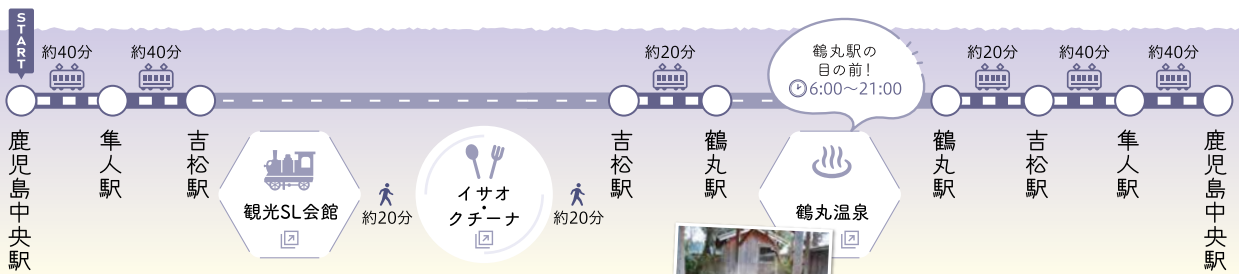 START
約40分
約40分
約20分
鶴丸駅の
目の前!
6:00〜21:00
約20分
約40分
約40分
鹿児島中央駅
隼人駅
吉松駅
観光SL会館
約20分
イサオ・
クチーナ
約20分
吉松駅
鶴丸駅
鶴丸温泉
鶴丸駅
吉松駅
隼人駅
鹿児島中央駅